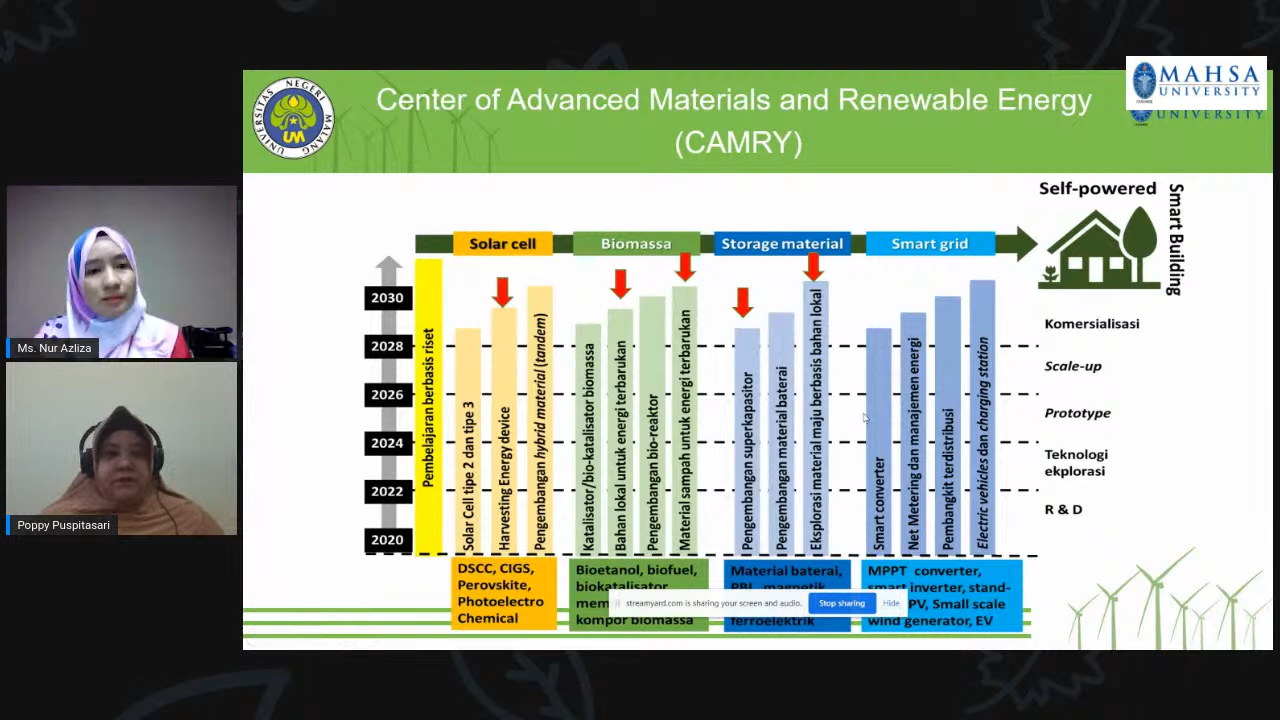 Center of Advanced Materials and Renewable Energy
(CAMRY)
UNIVERSITAS NEGERI MALANG
UM
MAHSA
UNIVERSITY
UNIVERSITY
Ms. Nur Azliza
Poppy Puspitasari
Self-powered
Smart Building
Solar cell
Biomassa
Storage material
Smart grid
2030
2028
2026
2024
2022
2020
Pembelajaran berbasis riset
Solar Cell tipe 2 dan tipe 3
Harvesting Energy device
Pengembangan hybrid material (tandem)
Katalisator/bio-katalisator biomassa
Bahan lokal untuk energi terbarukan
Pengembangan bio-reaktor
Material sampah untuk energi terbarukan
Pengembangan superkapasitor
Pengembangan material baterai
Eksplorasi material maju berbasis bahan lokal
Smart converter
Net Metering dan manajemen energi
Pembangkit terdistribusi
Electric vehicles dan charging station
Komersialisasi
Scale-up
Prototype
Teknologi
ekplorasi
R & D
DSCC, CIGS,
Perovskite,
Photoelectro
Chemical
Bioetanol, biofuel,
biokatalisator
mem
kompor biomassa
Material baterai,
PBL, magnetik
ferroelektrik
MPPT converter,
smart inverter, stand-
PV, Small scale
wind generator, EV
streamyard.com is sharing your screen and audio.
Stop sharing
Hide